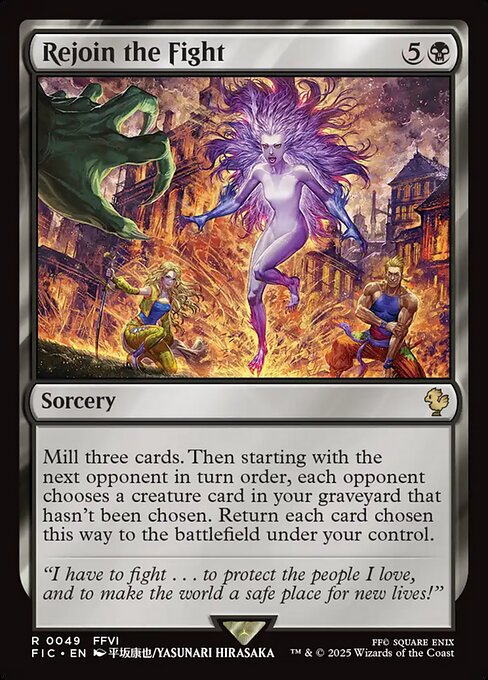 Rejoin the Fight 5
Sorcery
Mill three cards. Then starting with the
next opponent in turn order, each opponent
chooses a creature card in your graveyard that
hasn't been chosen. Return each card chosen
this way to the battlefield under your control.
“I have to fight . . . to protect the people I love,
and to make the world a safe place for new lives!”
R 0049 FFVI
FIC • EN 平坂康也/YASUNARI HIRASAKA
FF© SQUARE ENIX
™ & © 2025 Wizards of the Coast